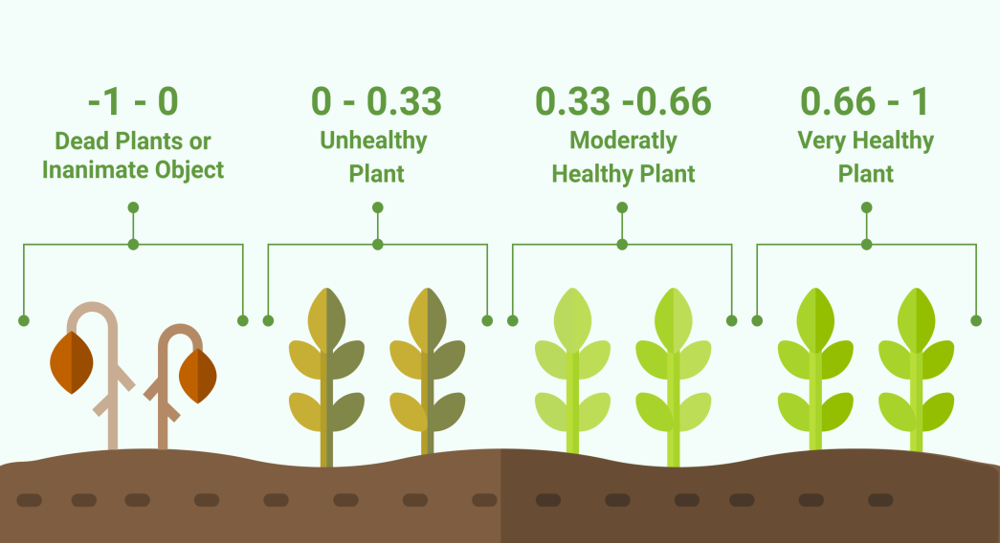 -1 - 0
Dead Plants or
Inanimate Object
0 - 0.33
Unhealthy
Plant
0.33 -0.66
Moderatly
Healthy Plant
0.66 - 1
Very Healthy
Plant